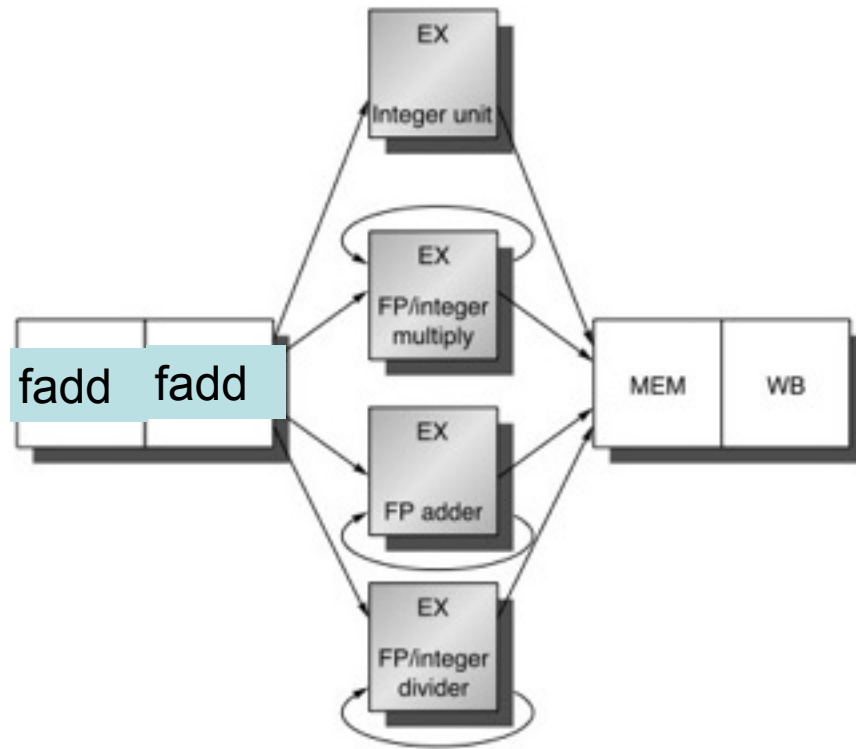 EX
Integer unit
EX
FP/integer
multiply
fadd fadd
MEM WB
EX
FP adder
EX
FP/integer
divider